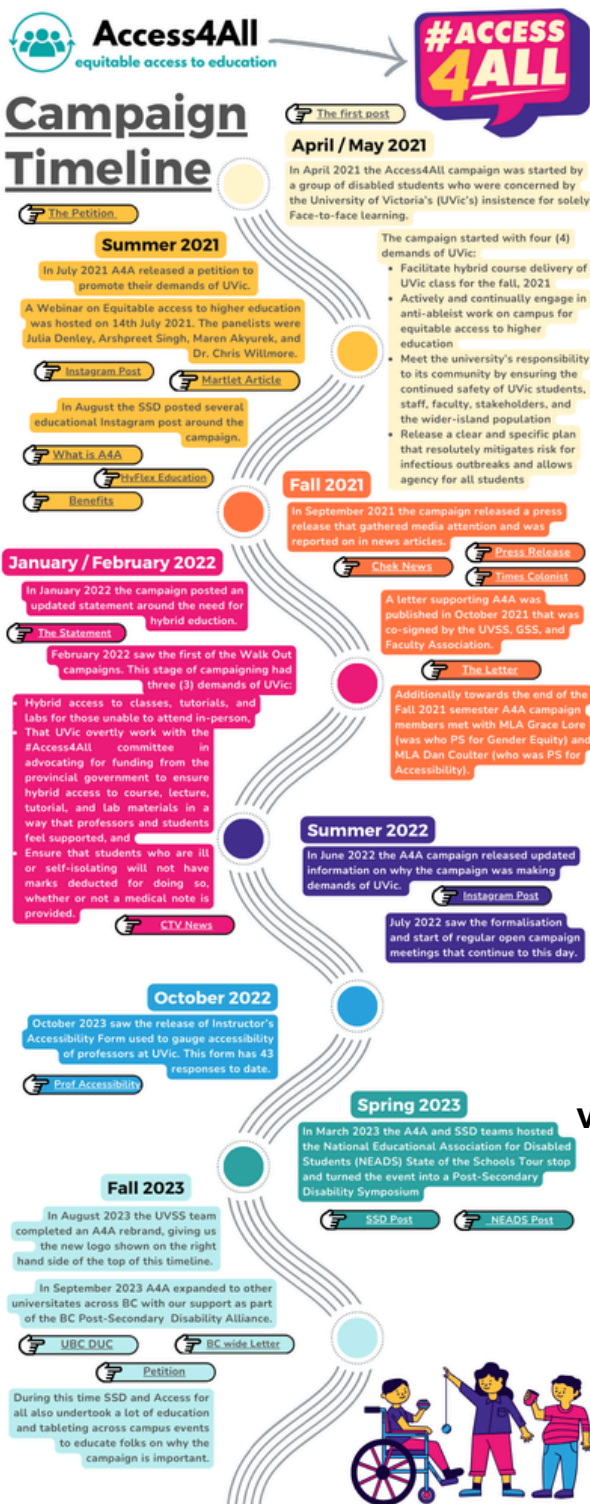 Access4All
equitable access to education
#ACCESS
4ALL
Campaign
Timeline
The first post
April / May 2021
In April 2021 the Access4All campaign was started by
a group of disabled students who were concerned by
the University of Victoria's (UVic's) insistence for solely
Face-to-face learning.
The campaign started with four (4)
demands of UVic:
• Facilitate hybrid course delivery of
UVic class for the fall, 2021
• Actively and continually engage in
anti-ableist work on campus for
equitable access to higher
education
• Meet the university's responsibility
to its community by ensuring the
continued safety of UVic students,
staff, faculty, stakeholders, and
the wider-island population
• Release a clear and specific plan
that resolutely mitigates risk for
infectious outbreaks and allows
agency for all students
The Petition
Summer 2021
In July 2021 A4A released a petition to
promote their demands of UVic.
A Webinar on Equitable access to higher education
was hosted on 14th July 2021. The panelists were
Julia Denley, Arshpreet Singh, Maren Akyurek, and
Dr. Chris Willmore.
Instagram Post
Martlet Article
In August the SSD posted several
educational Instagram post around the
campaign.
What is A4A
HyFlex Education
Benefits
Fall 2021
In September 2021 the campaign released a press
release that gathered media attention and was
reported on in news articles.
Press Release
Chek News
Times Colonist
A letter supporting A4A was
published in October 2021 that was
co-signed by the UVSS, GSS, and
Faculty Association.
The Letter
Additionally towards the end of the
Fall 2021 semester A4A campaign
members met with MLA Grace Lore
(was who PS for Gender Equity) and
MLA Dan Coulter (who was PS for
Accessibility).
January / February 2022
In January 2022 the campaign posted an
updated statement around the need for
hybrid eduction.
The Statement
February 2022 saw the first of the Walk Out
campaigns. This stage of campaigning had
three (3) demands of UVic:
• Hybrid access to classes, tutorials, and
labs for those unable to attend in-person,
• That UVic overtly work with the
#Access4All committee in
advocating for funding from the
provincial government to ensure
hybrid access to course, lecture,
tutorial, and lab materials in a
way that professors and students
feel supported, and
• Ensure that students who are ill
or self-isolating will not have
marks deducted for doing so,
whether or not a medical note is
provided.
CTV News
Summer 2022
In June 2022 the A4A campaign released updated
information on why the campaign was making
demands of UVic.
Instagram Post
July 2022 saw the formalisation
and start of regular open campaign
meetings that continue to this day.
October 2022
October 2023 saw the release of Instructor's
Accessibility Form used to gauge accessibility
of professors at UVic. This form has 43
responses to date.
Prof Accessibility
Spring 2023
In March 2023 the A4A and SSD teams hosted
the National Educational Association for Disabled
Students (NEADS) State of the Schools Tour stop
and turned the event into a Post-Secondary
Disability Symposium
SSD Post
NEADS Post
V
Fall 2023
In August 2023 the UVSS team
completed an A4A rebrand, giving us
the new logo shown on the right
hand side of the top of this timeline.
In September 2023 A4A expanded to other
universitates across BC with our support as part
of the BC Post-Secondary Disability Alliance.
UBC DUC
BC wide Letter
Petition
During this time SSD and Access for
all also undertook a lot of education
and tableting across campus events
to educate folks on why the
campaign is important.